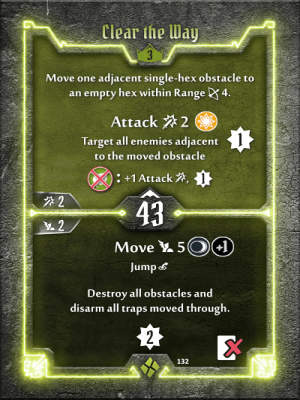 Clear the Way
3
Move one adjacent single-hex obstacle to
an empty hex within Range 4.
Attack 2
Target all enemies adjacent
to the moved obstacle
1
: +1 Attack , 1
2
43
2
Move 5 +1
Jump
Destroy all obstacles and
disarm all traps moved through.
2
132